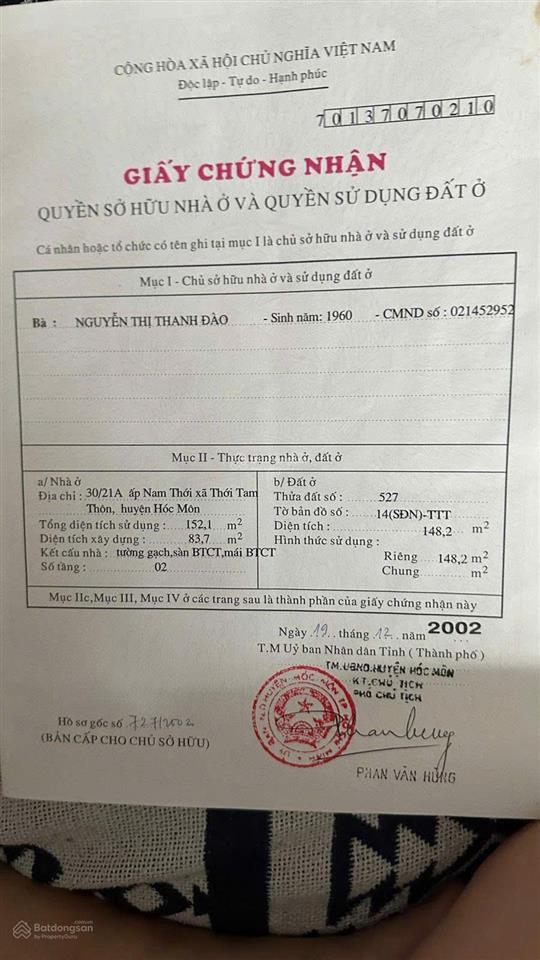 CỘNG HÒA XÃ HỘI CHỦ NGHĨA VIỆT NAM
Độc lập - Tự do - Hạnh phúc
70137070210
GIẤY CHỨNG NHẬN
QUYỀN SỞ HỮU NHÀ Ở VÀ QUYỀN SỬ DỤNG ĐẤT Ở
Cá nhân hoặc tổ chức có tên ghi tại mục I là chủ sở hữu nhà ở và sử dụng đất ở
Mục I - Chủ sở hữu nhà ở và sử dụng đất ở
Bà : NGUYỄN THỊ THANH ĐÀO - Sinh năm: 1960 - CMND số : 021452952
Mục II - Thực trạng nhà ở, đất ở
a/ Nhà ở
Địa chỉ : 30/21A ấp Nam Thới xã Thới Tam
Thôn, huyện Hóc Môn
Tổng diện tích sử dụng : 152,1 m2
Diện tích xây dựng : 83,7 m2
Kết cấu nhà : tường gạch,sàn BTCT,mái BTCT
Số tầng : 02
b/ Đất ở
Thửa đất số : 527
Tờ bản đồ số : 14(SĐN)-TTT
Diện tích : 148,2 m2
Hình thức sử dụng :
Riêng 148,2 m2
Chung m2
Mục IIc,Mục III, Mục IV ở các trang sau là thành phần của giấy chứng nhận này
Ngày 19 tháng 12 năm 2002
T.M Uỷ ban Nhân dân Tỉnh ( Thành phố )
TM.UBND.HUYỆN HÓC MÔN
KT.CHỦ TỊCH
PHÓ CHỦ TỊCH
Hồ sơ gốc số 727/2002
(BẢN CẤP CHO CHỦ SỞ HỮU)
PHAN VĂN HÙNG
Batdongsan.com.vn
by PropertyGuru